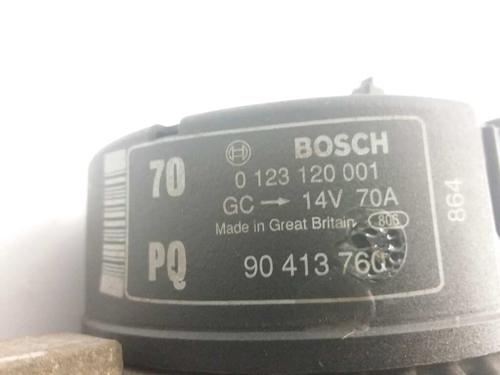 70
BOSCH
0 123 120 001
GC → 14V 70A
Made in Great Britain 806
PQ
90 413 760
864